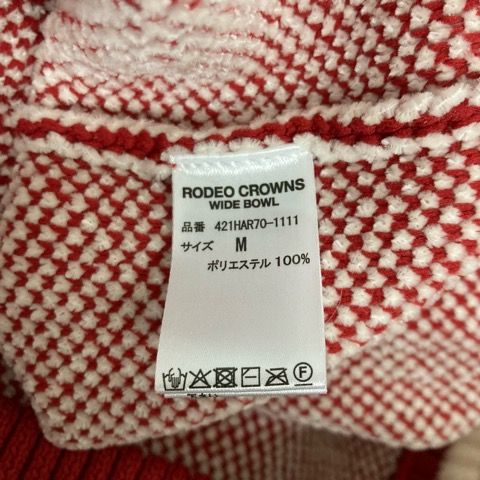 RODEO CROWNS
WIDE BOWL
品番 421HAR70-1111
サイズ M
ポリエステル 100%
F